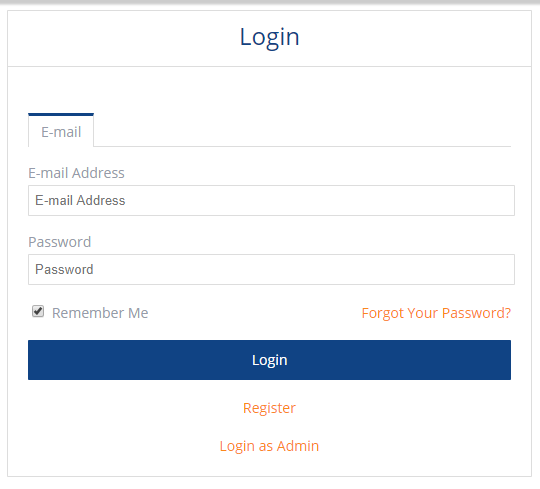 Login
E-mail
E-mail Address
E-mail Address
Password
Password
Remember Me Forgot Your Password?
Login
Register
Login as Admin